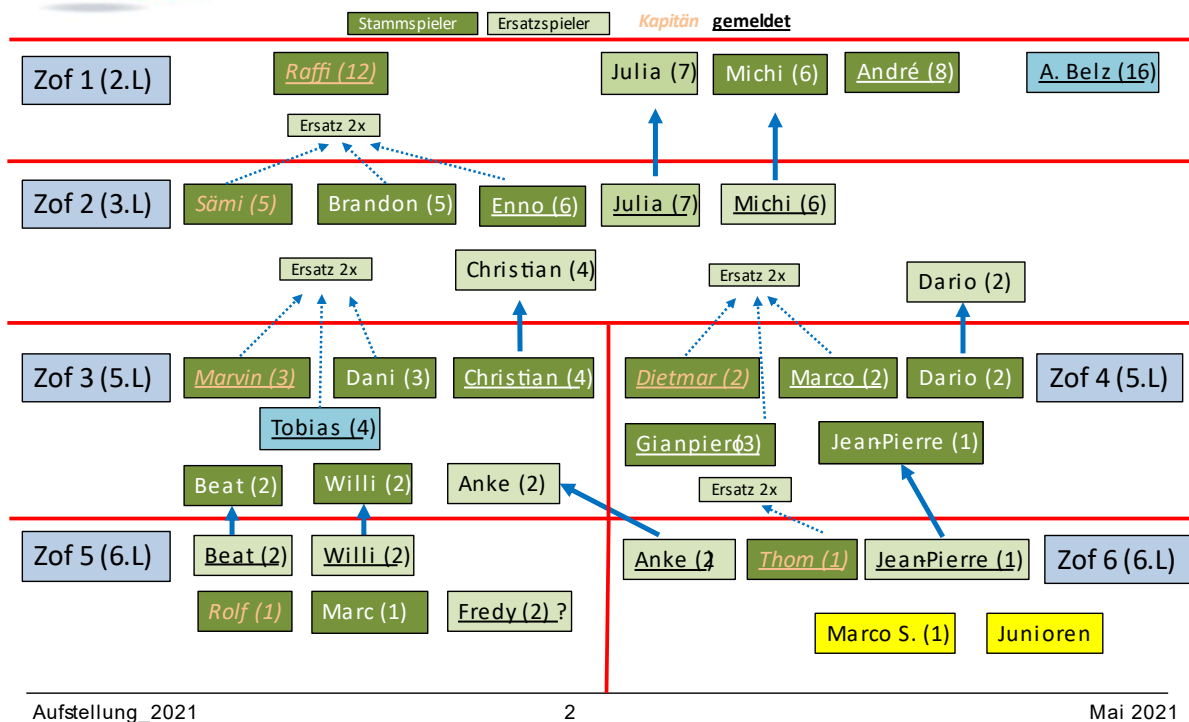 Stammspieler Ersatzspieler Kapitän gemeldet
Zof 1 (2.L) Raffi (12) Julia (7) Michi (6) André (8) A. Belz (16)
Ersatz 2x
Zof 2 (3.L) Sämi (5) Brandon (5) Enno (6) Julia (7) Michi (6)
Ersatz 2x Christian (4) Ersatz 2x Dario (2)
Marvin (3) Dani (3) Christian (4) Dietmar (2) Marco (2) Dario (2)
Zof 3 (5.L) Zof 4 (5.L)
Tobias (4) Gianpiero(3) Jean-Pierre (1)
Beat (2) Willi (2) Anke (2) Ersatz 2x
Zof 5 (6.L) Beat (2) Willi (2) Anke (2) Thom (1) Jean-Pierre (1) Zof 6 (6.L)
Rolf (1) Marc (1) Fredy (2) ?
Marco S. (1) Junioren
Aufstellung_2021 2 Mai 2021